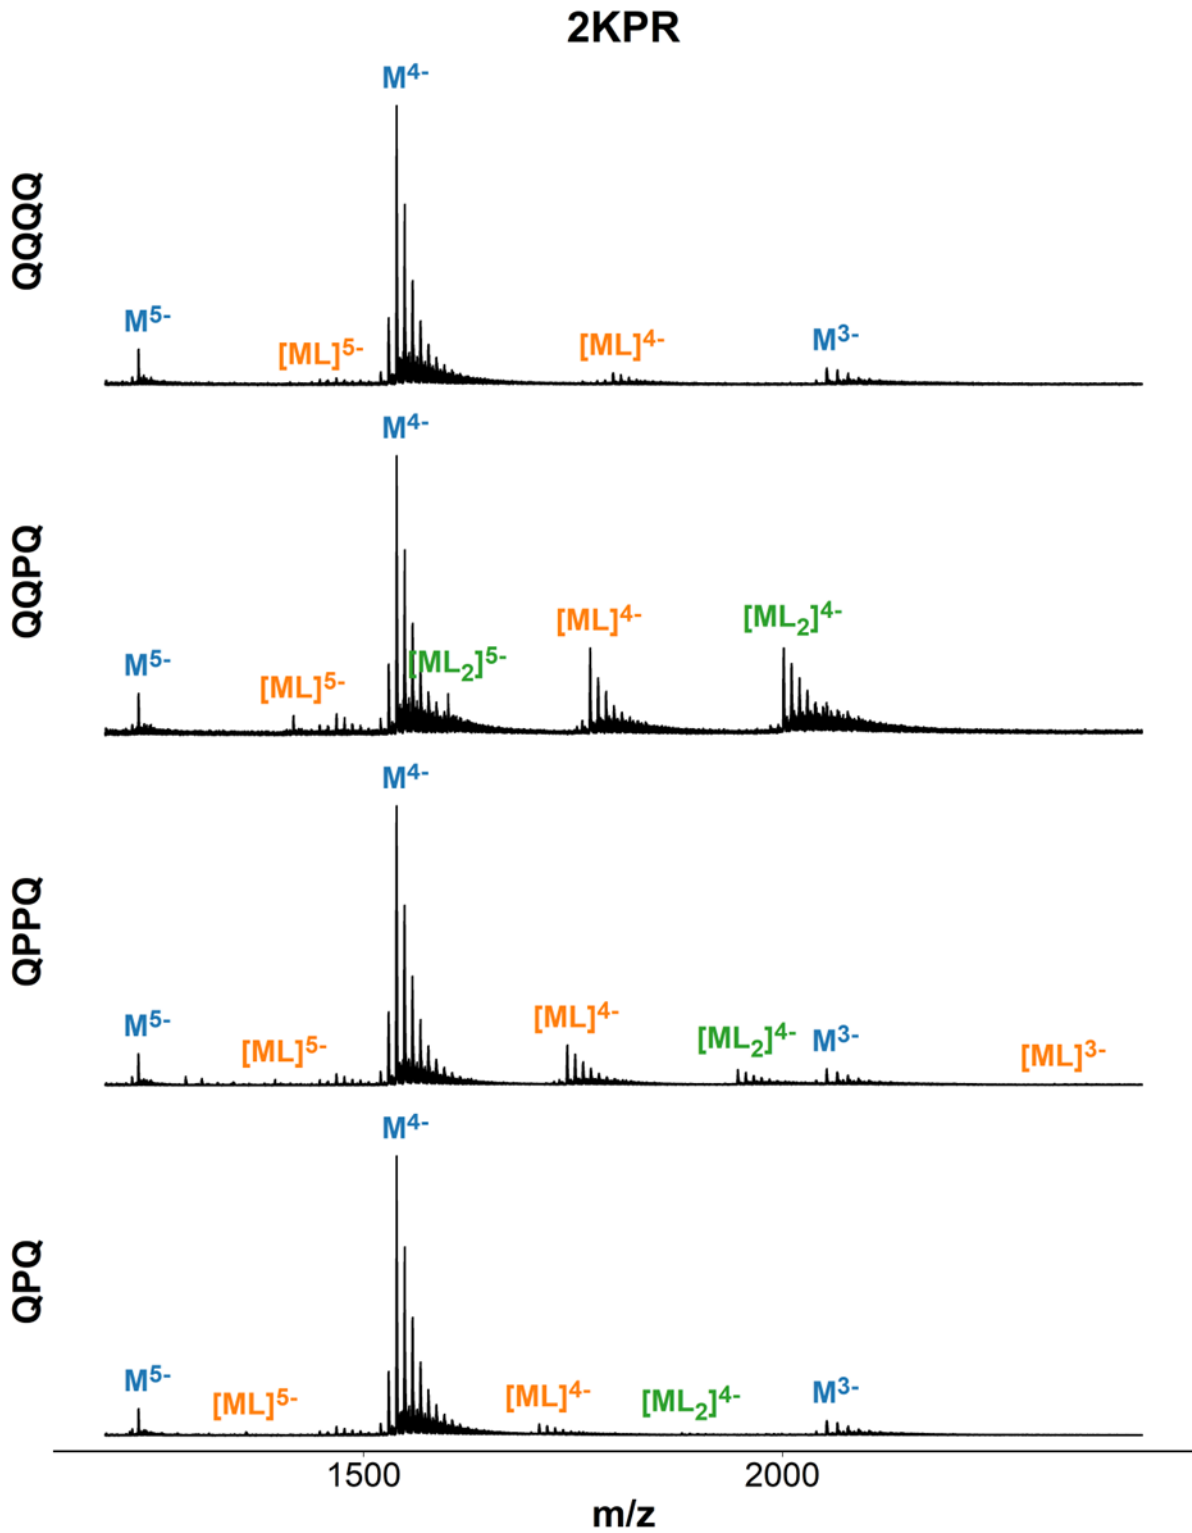 2KPR
QQQQ
M⁴⁻
M⁵⁻
[ML]⁵⁻
[ML]⁴⁻
M³⁻
QQPQ
M⁴⁻
M⁵⁻
[ML]⁵⁻
[ML₂]⁵⁻
[ML]⁴⁻
[ML₂]⁴⁻
QPPQ
M⁴⁻
M⁵⁻
[ML]⁵⁻
[ML]⁴⁻
[ML₂]⁴⁻
M³⁻
[ML]³⁻
QPQ
M⁴⁻
M⁵⁻
[ML]⁵⁻
[ML]⁴⁻
[ML₂]⁴⁻
M³⁻
1500 2000
m/z